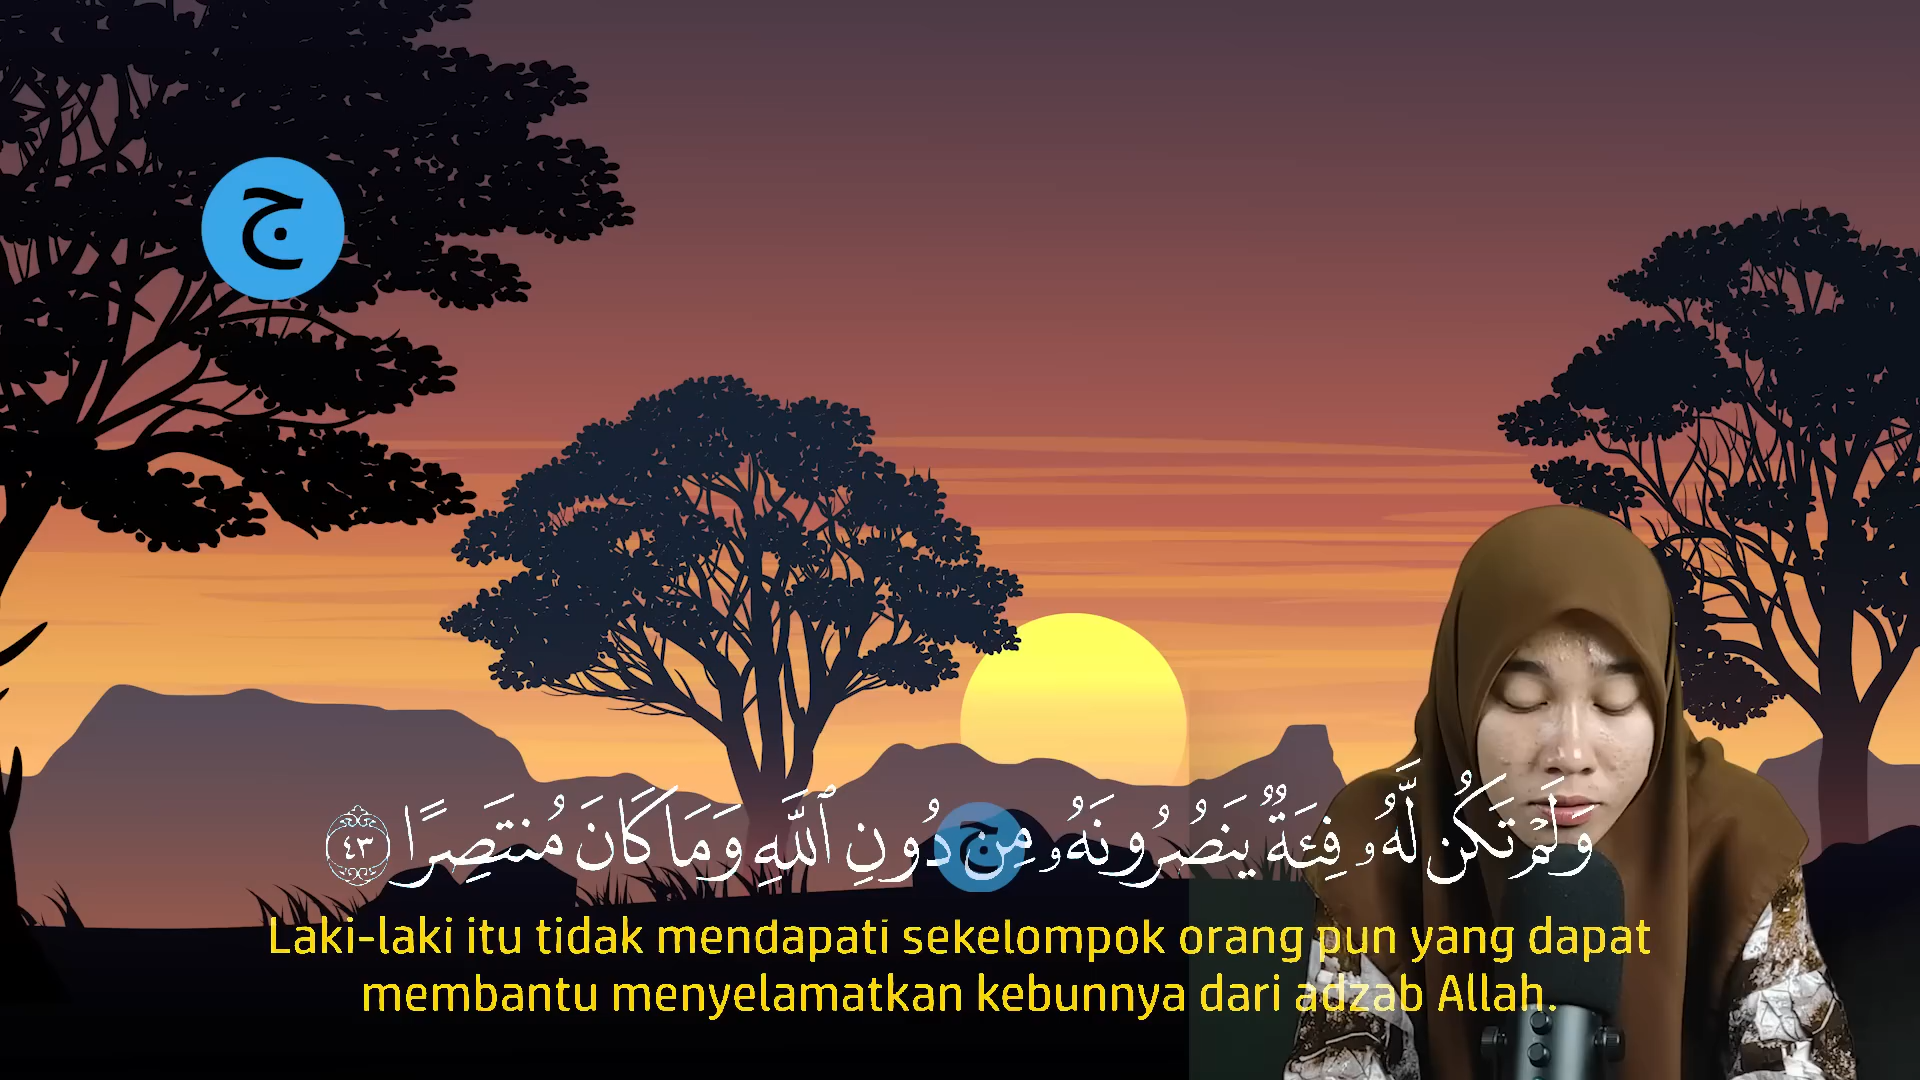 ج
وَلَمْ تَكُن لَّهُۥ فِئَةٌ يَنصُرُونَهُۥ مِن دُونِ ٱللَّهِ وَمَا كَانَ مُنتَصِرًا ٤٣
ج
Laki-laki itu tidak mendapati sekelompok orang pun yang dapat
membantu menyelamatkan kebunnya dari adzab Allah.